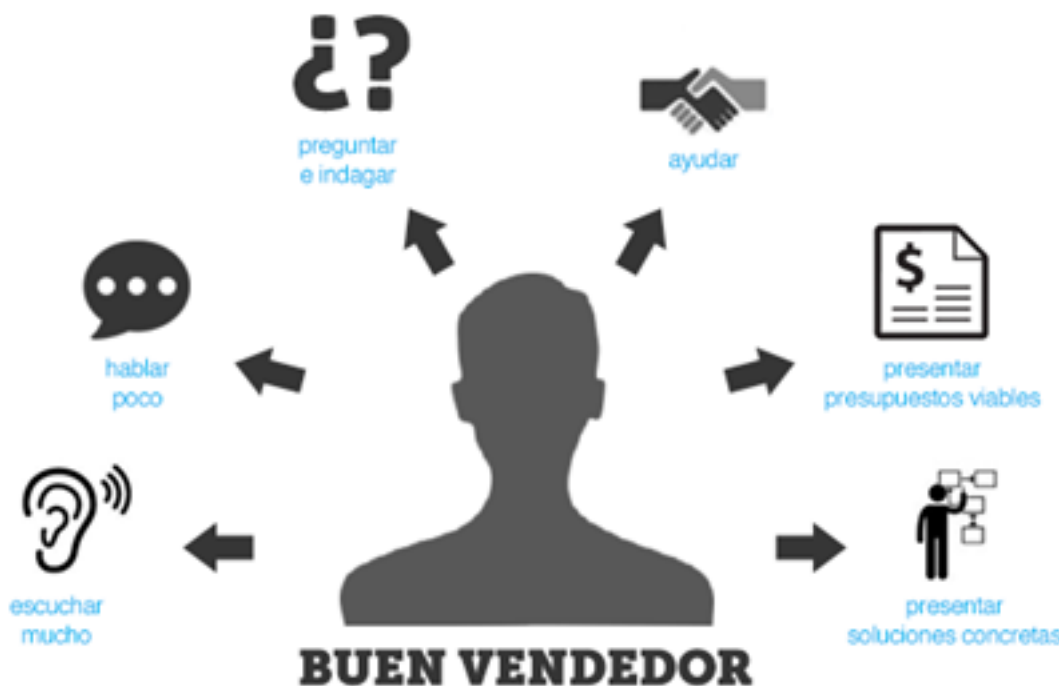 ¿?
preguntar
e indagar
ayudar
hablar
poco
$
presentar
presupuestos viables
escuchar
mucho
presentar
soluciones concretas
BUEN VENDEDOR